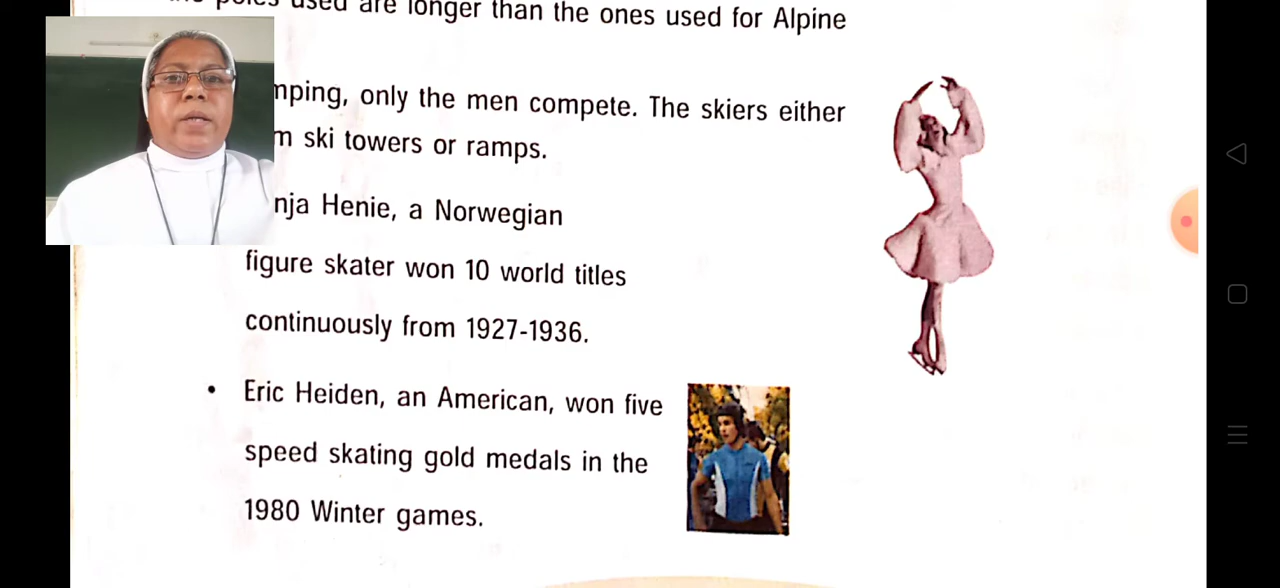 used are longer than the ones used for Alpine
only the men compete. The skiers either
ski towers or ramps.
Henie, a Norwegian
figure skater won 10 world titles
continuously from 1927-1936.
• Eric Heiden, an American, won five
speed skating gold medals in the
1980 Winter games.